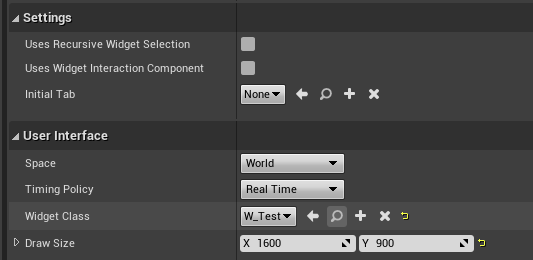 Settings
Uses Recursive Widget Selection
Uses Widget Interaction Component
Initial Tab None
User Interface
Space World
Timing Policy Real Time
Widget Class W_Test
Draw Size X 1600 Y 900